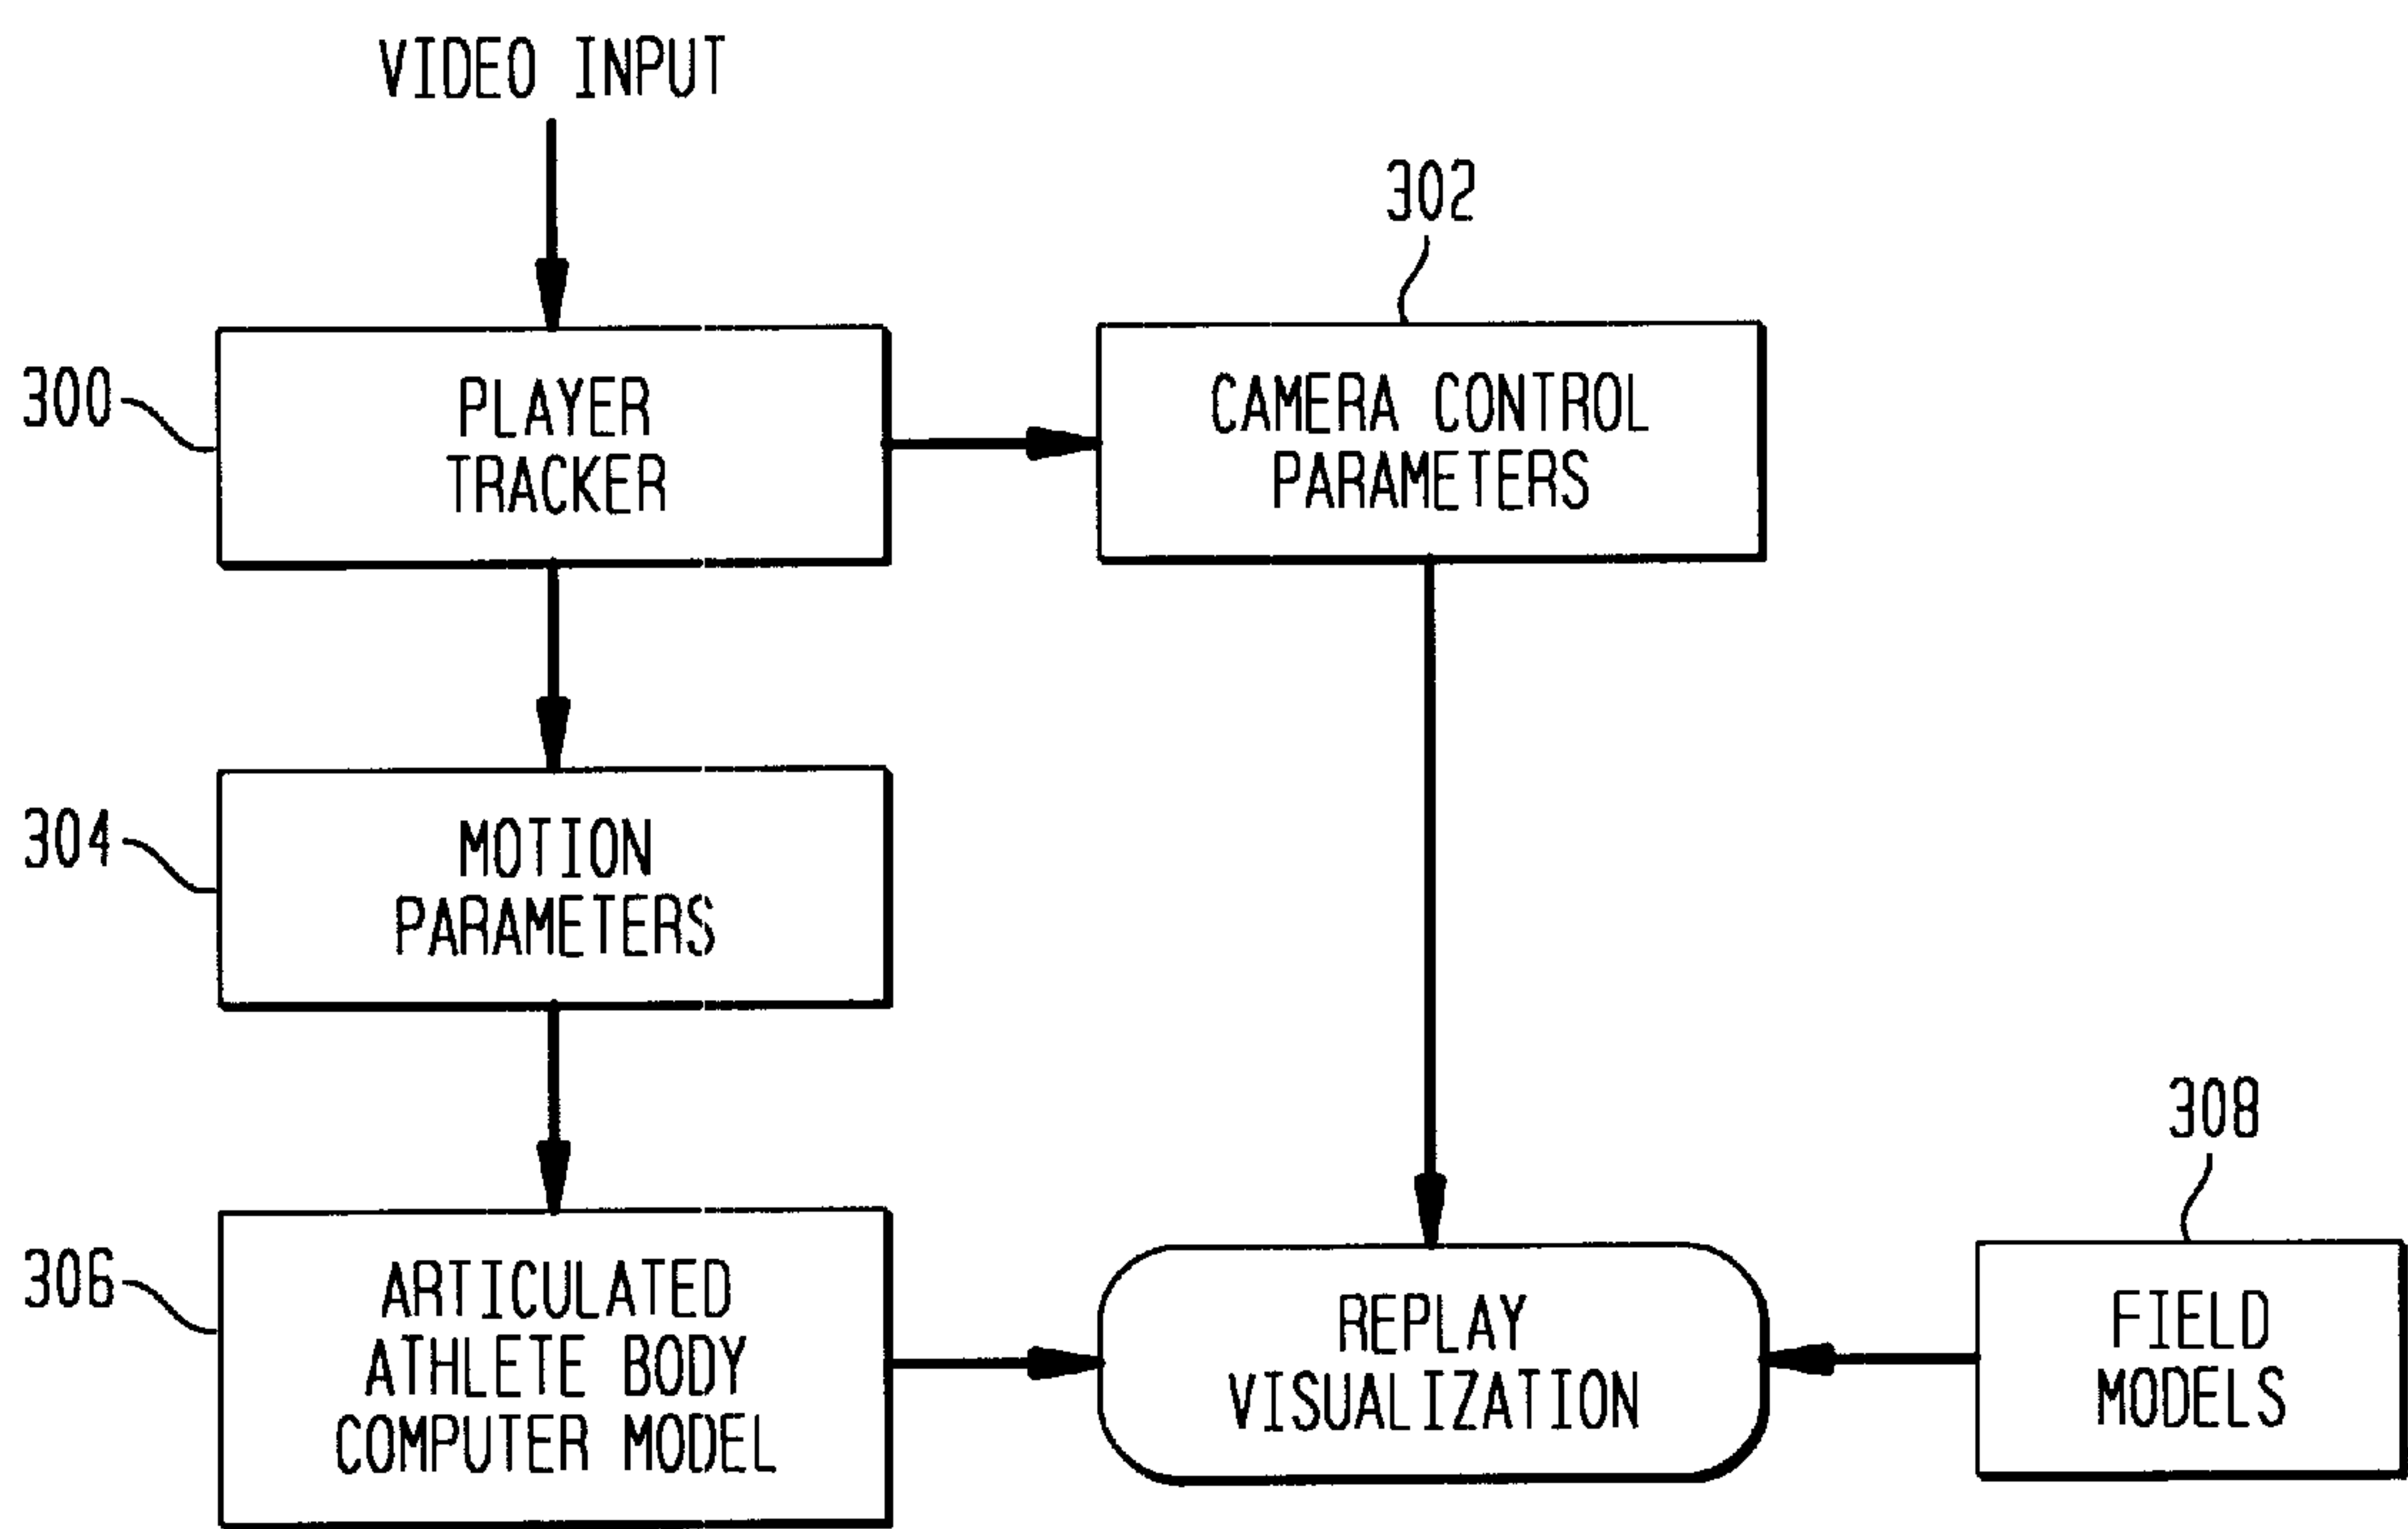 VIDEO INPUT
302
300
PLAYER
TRACKER
CAMERA CONTROL
PARAMETERS
304
MOTION
PARAMETERS
308
306
ARTICULATED
ATHLETE BODY
COMPUTER MODEL
REPLAY
VISUALIZATION
FIELD
MODELS